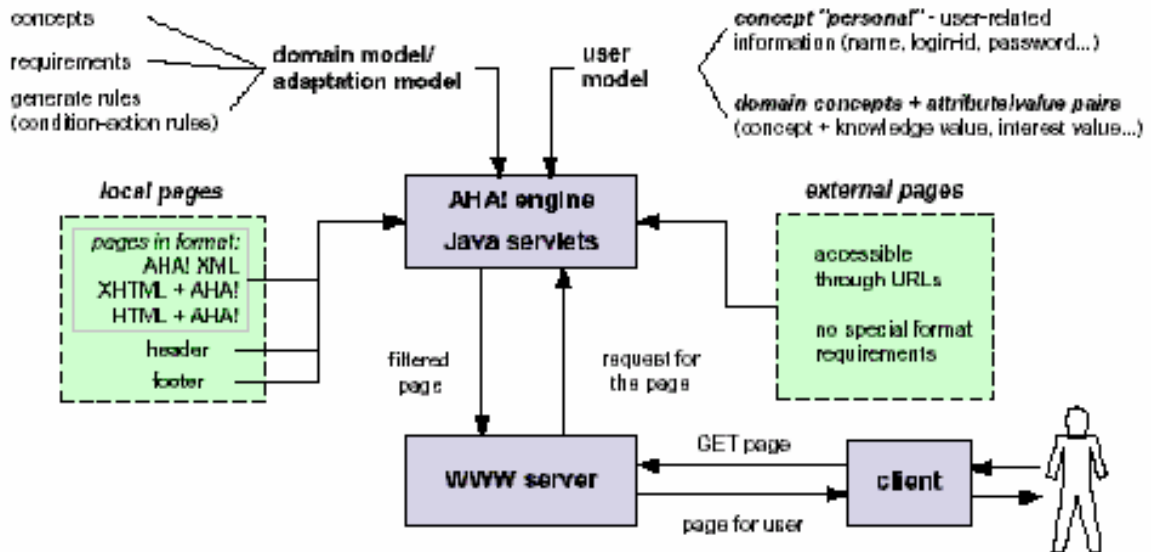 concepts
requirements
generate rules
(condition-action rules)
domain model/
adaptation model
user
model
concept "personal" - user-related
information (name, login-id, password...)
domain concepts + attribute/value pairs
(concept + knowledge value, interest value...)
local pages
pages in format:
AHA! XML
XHTML + AHA!
HTML + AHA!
header
footer
AHA! engine
Java servlets
external pages
accessible
through URLs
no special format
requirements
filtered
page
request for
the page
WWW server
GET page
page for user
client